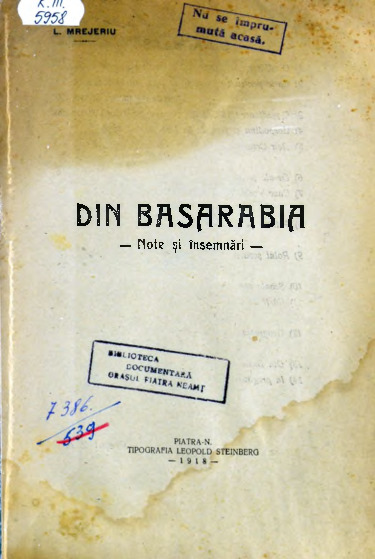 K. III.
5958
L. MREJERIU
Nu se împru-
mută acasă.
DIN BASARABIA
— Note și însemnări —
BIBLIOTECA
DOCUMENTARĂ
ORAȘUL PIATRA NEAMȚ
7386.
639
PIATRA-N.
TIPOGRAFIA LEOPOLD STEINBERG
— 1918 —